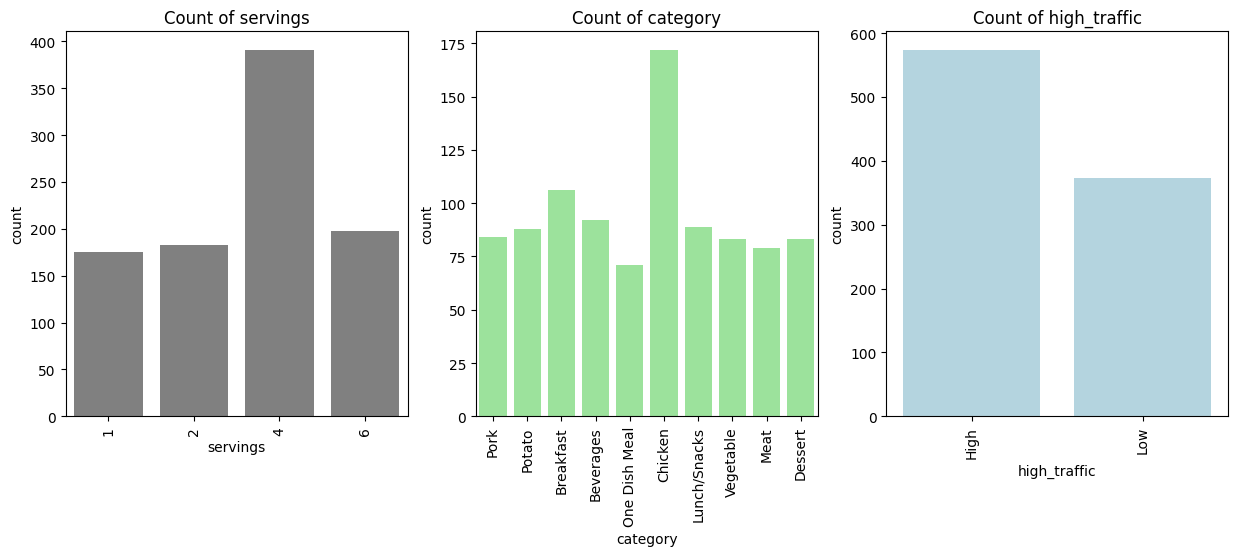 Count of servings
400
350
300
250
200
150
100
50
0
count
1
2
4
6
servings
Count of category
175
150
125
100
75
50
25
0
count
Pork
Potato
Breakfast
Beverages
One Dish Meal
Chicken
Lunch/Snacks
Vegetable
Meat
Dessert
category
Count of high_traffic
600
500
400
300
200
100
0
count
High
Low
high_traffic